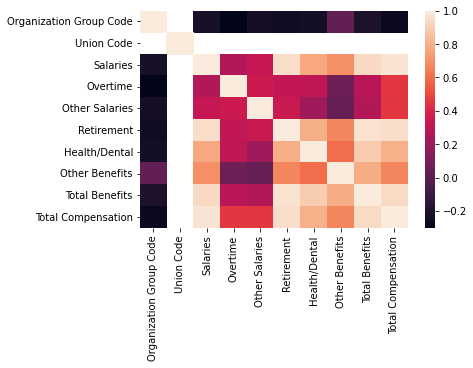 Organization Group Code
Union Code
Salaries
Overtime
Other Salaries
Retirement
Health/Dental
Other Benefits
Total Benefits
Total Compensation
Organization Group Code
Union Code
Salaries
Overtime
Other Salaries
Retirement
Health/Dental
Other Benefits
Total Benefits
Total Compensation
1.0
0.8
0.6
0.4
0.2
0.0
−0.2